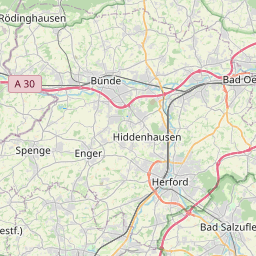 Rödinghausen
Bünde
Bad Oe
A 30
Hiddenhausen
Spenge
Enger
Herford
Bad Salzufle
estf.)